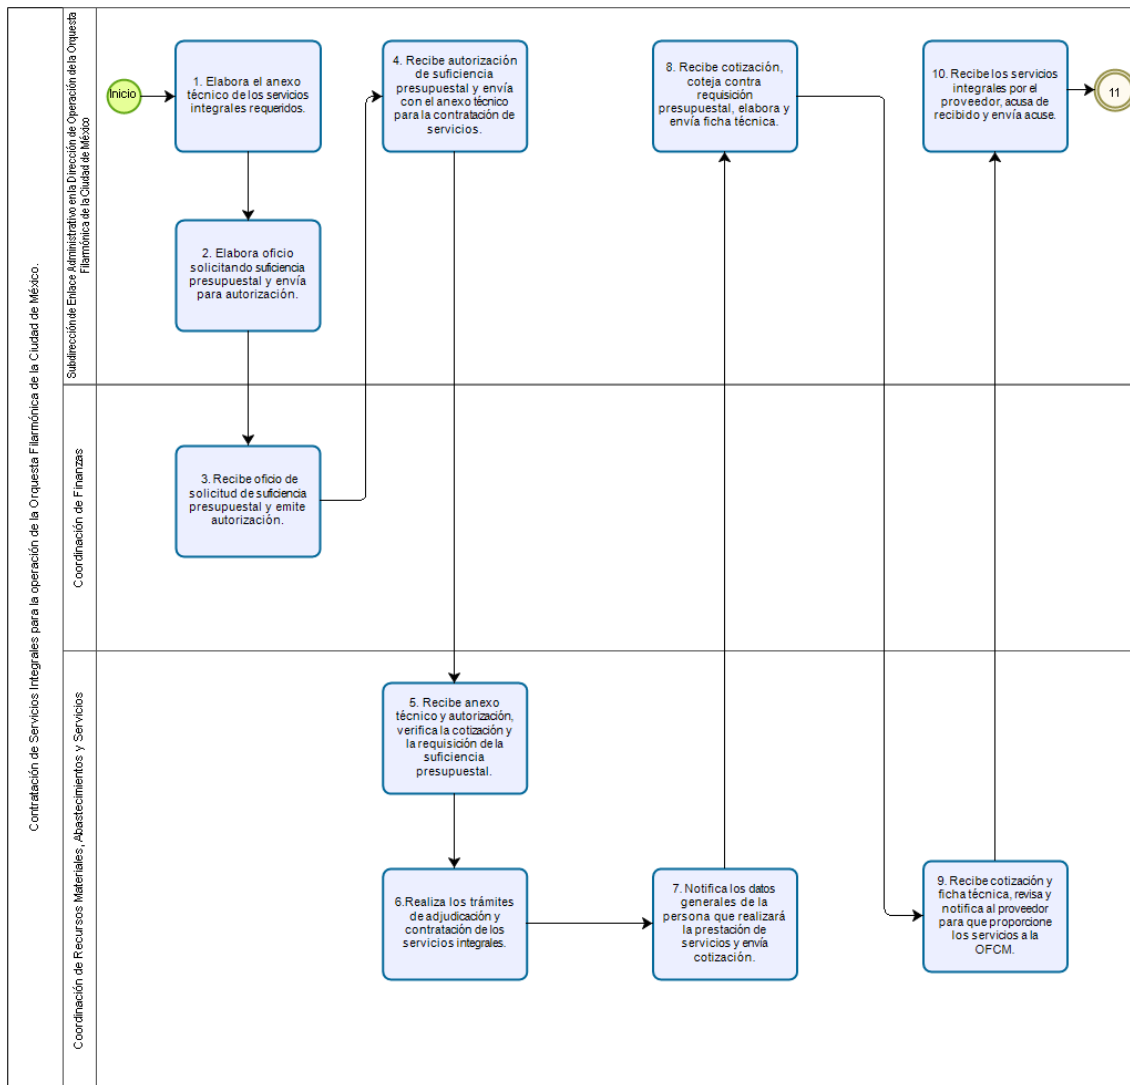 Contratación de Servicios Integrales para la operación de la Orquesta Filarmónica de la Ciudad de México.
Subdirección de Enlace Administrativo en la Dirección de Operación de la Orquesta
Filarmónica de la Ciudad de México
Inicio
1. Elabora el anexo
técnico de los servicios
integrales requeridos.
2. Elabora oficio
solicitando suficiencia
presupuestal y envía
para autorización.
4. Recibe autorización
de suficiencia
presupuestal y envía
con el anexo técnico
para la contratación de
servicios.
8. Recibe cotización,
coteja contra
requisición
presupuestal, elabora y
envía ficha técnica.
10. Recibe los servicios
integrales por el
proveedor, acusa de
recibido y envía acuse.
11
Coordinación de Finanzas
3. Recibe oficio de
solicitud de suficiencia
presupuestal y emite
autorización.
Coordinación de Recursos Materiales, Abastecimientos y Servicios
5. Recibe anexo
técnico y autorización,
verifica la cotización y
la requisición de la
suficiencia
presupuestal.
6.Realiza los trámites
de adjudicación y
contratación de los
servicios integrales.
7. Notifica los datos
generales de la
persona que realizará
la prestación de
servicios y envía
cotización.
9. Recibe cotización y
ficha técnica, revisa y
notifica al proveedor
para que proporcione
los servicios a la
OFCM.